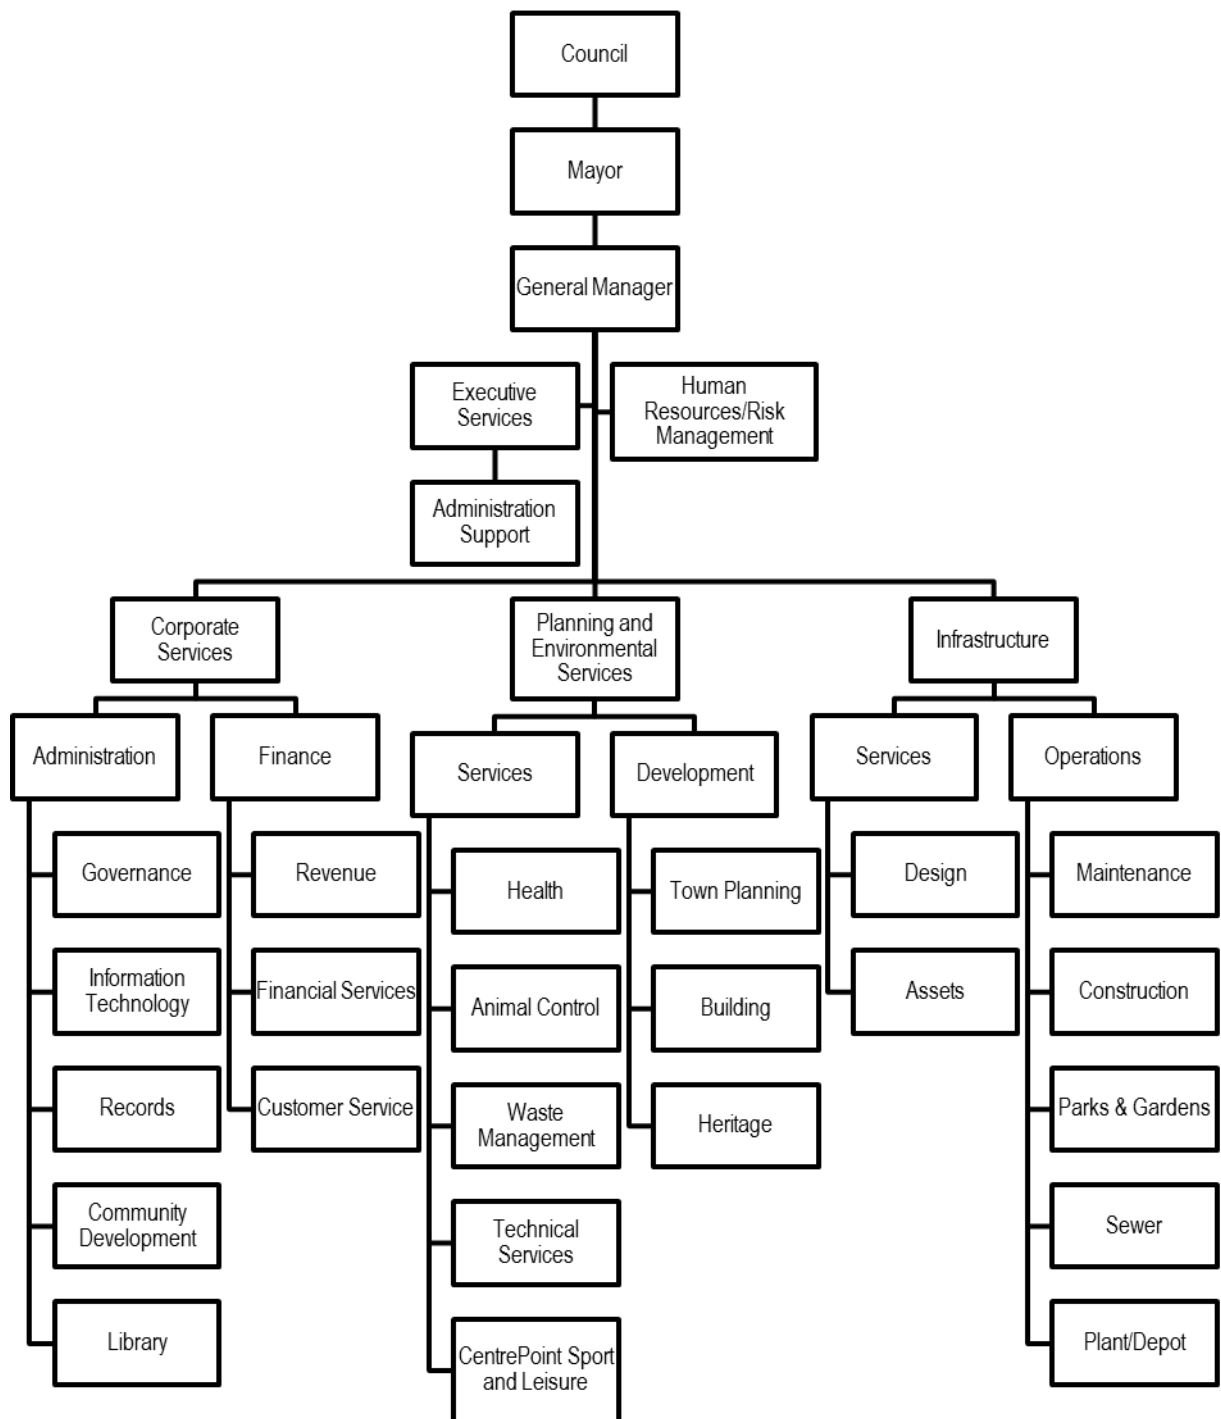 Council
Mayor
General Manager
Executive
Services
Human
Resources/Risk
Management
Administration
Support
Corporate
Services
Planning and
Environmental
Services
Infrastructure
Administration
Finance
Services
Development
Services
Operations
Governance
Information
Technology
Records
Community
Development
Library
Revenue
Financial Services
Customer Service
Health
Animal Control
Waste
Management
Technical
Services
CentrePoint Sport
and Leisure
Town Planning
Building
Heritage
Design
Assets
Maintenance
Construction
Parks & Gardens
Sewer
Plant/Depot